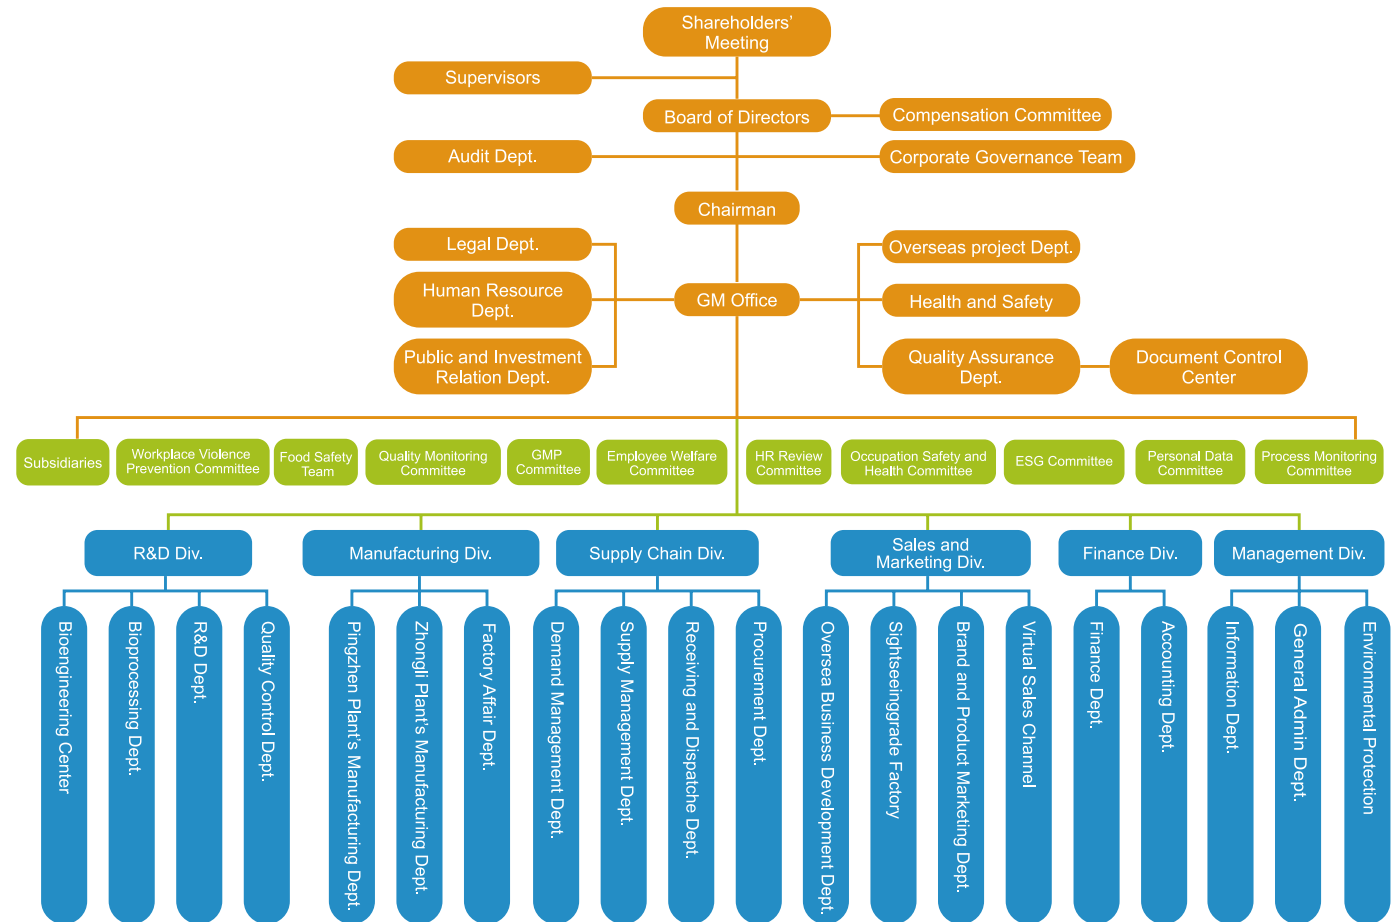 Shareholders'
Meeting
Supervisors
Board of Directors
Compensation Committee
Audit Dept.
Corporate Governance Team
Chairman
Legal Dept.
Overseas project Dept.
Human Resource
Dept.
GM Office
Health and Safety
Public and Investment
Relation Dept.
Quality Assurance
Dept.
Document Control
Center
Subsidiaries
Workplace Violence
Prevention Committee
Food Safety
Team
Quality Monitoring
Committee
GMP
Committee
Employee Welfare
Committee
HR Review
Committee
Occupation Safety and
Health Committee
ESG Committee
Personal Data
Committee
Process Monitoring
Committee
R&D Div.
Manufacturing Div.
Supply Chain Div.
Sales and
Marketing Div.
Finance Div.
Management Div.
Bioengineering Center
Bioprocessing Dept.
R&D Dept.
Quality Control Dept.
Pingzhen Plant's Manufacturing Dept.
Zhongli Plant's Manufacturing Dept.
Factory Affair Dept.
Demand Management Dept.
Supply Management Dept.
Receiving and Dispatche Dept.
Procurement Dept.
Oversea Business Development Dept.
Sightseeinggrade Factory
Brand and Product Marketing Dept.
Virtual Sales Channel
Finance Dept.
Accounting Dept.
Information Dept.
General Admin Dept.
Environmental Protection